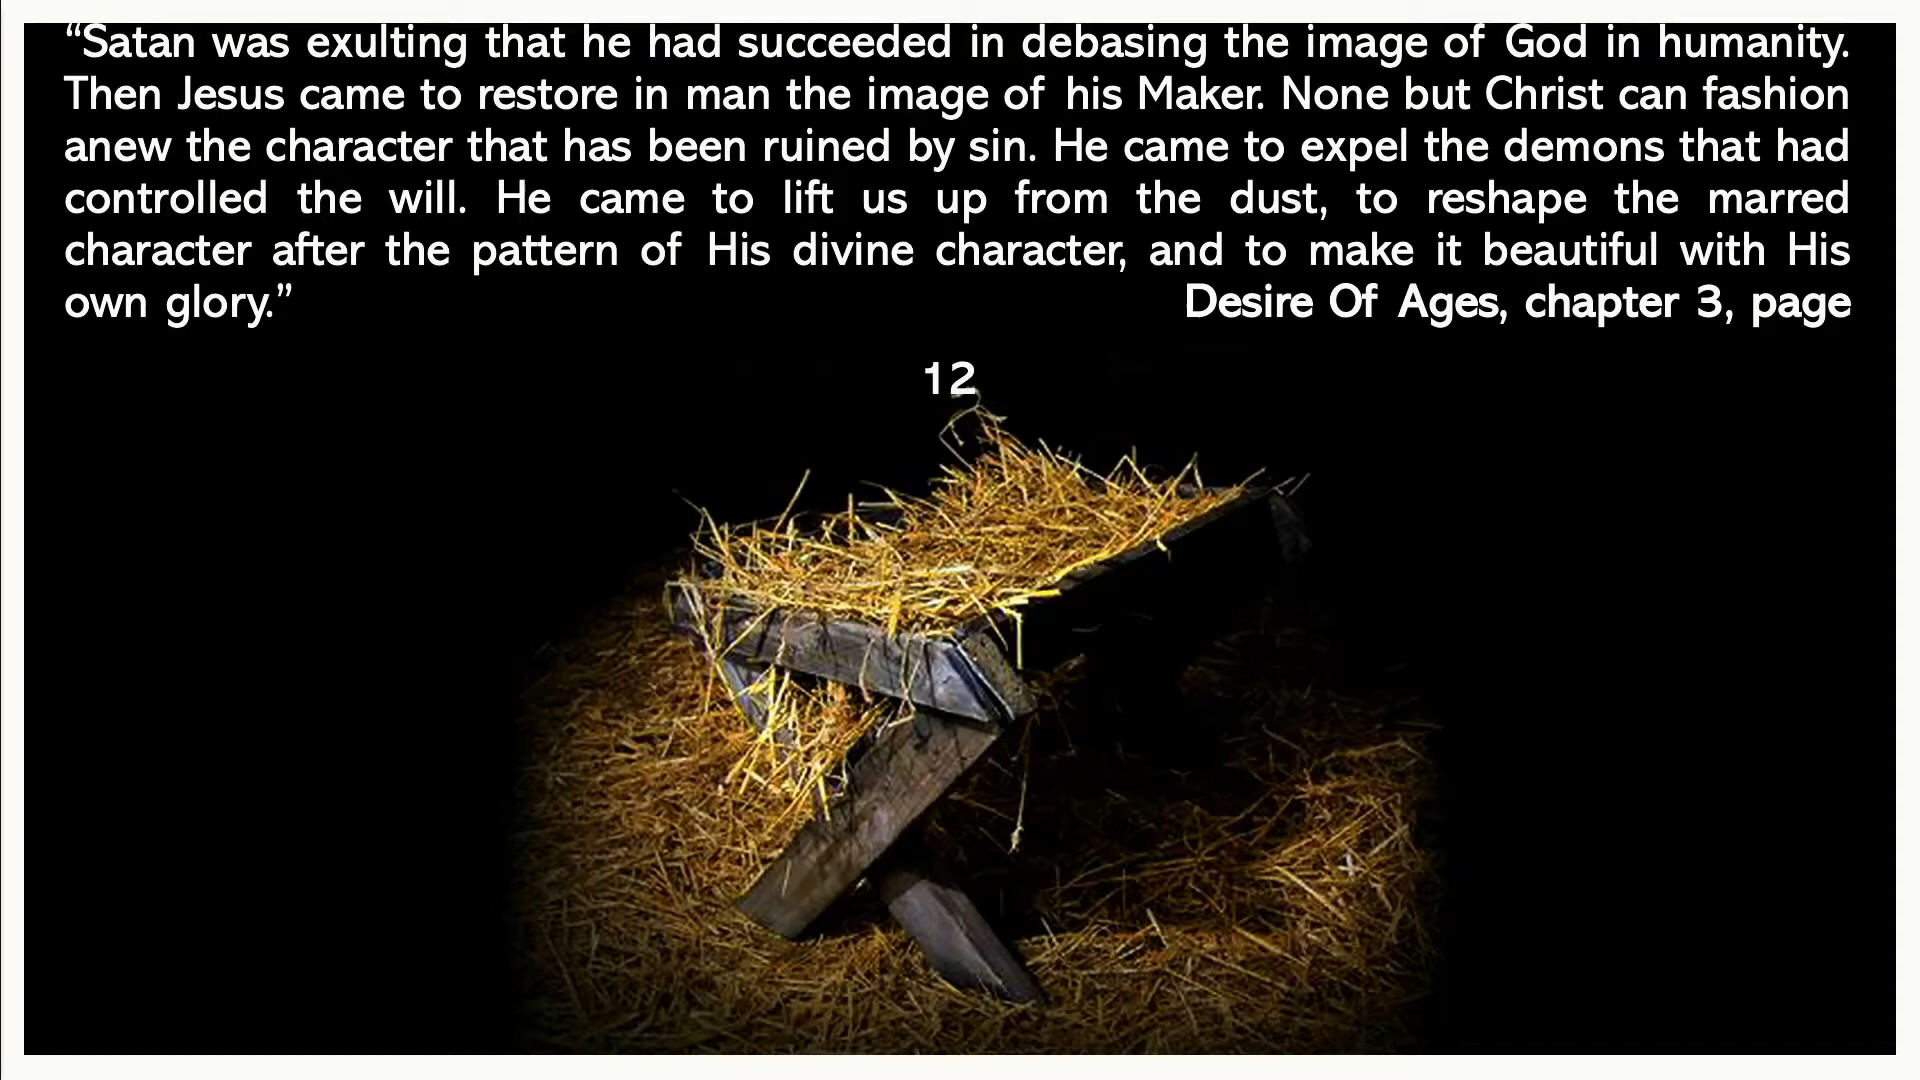 “Satan was exulting that he had succeeded in debasing the image of God in humanity.
Then Jesus came to restore in man the image of his Maker. None but Christ can fashion
anew the character that has been ruined by sin. He came to expel the demons that had
controlled the will. He came to lift us up from the dust, to reshape the marred
character after the pattern of His divine character, and to make it beautiful with His
own glory.” Desire Of Ages, chapter 3, page
12